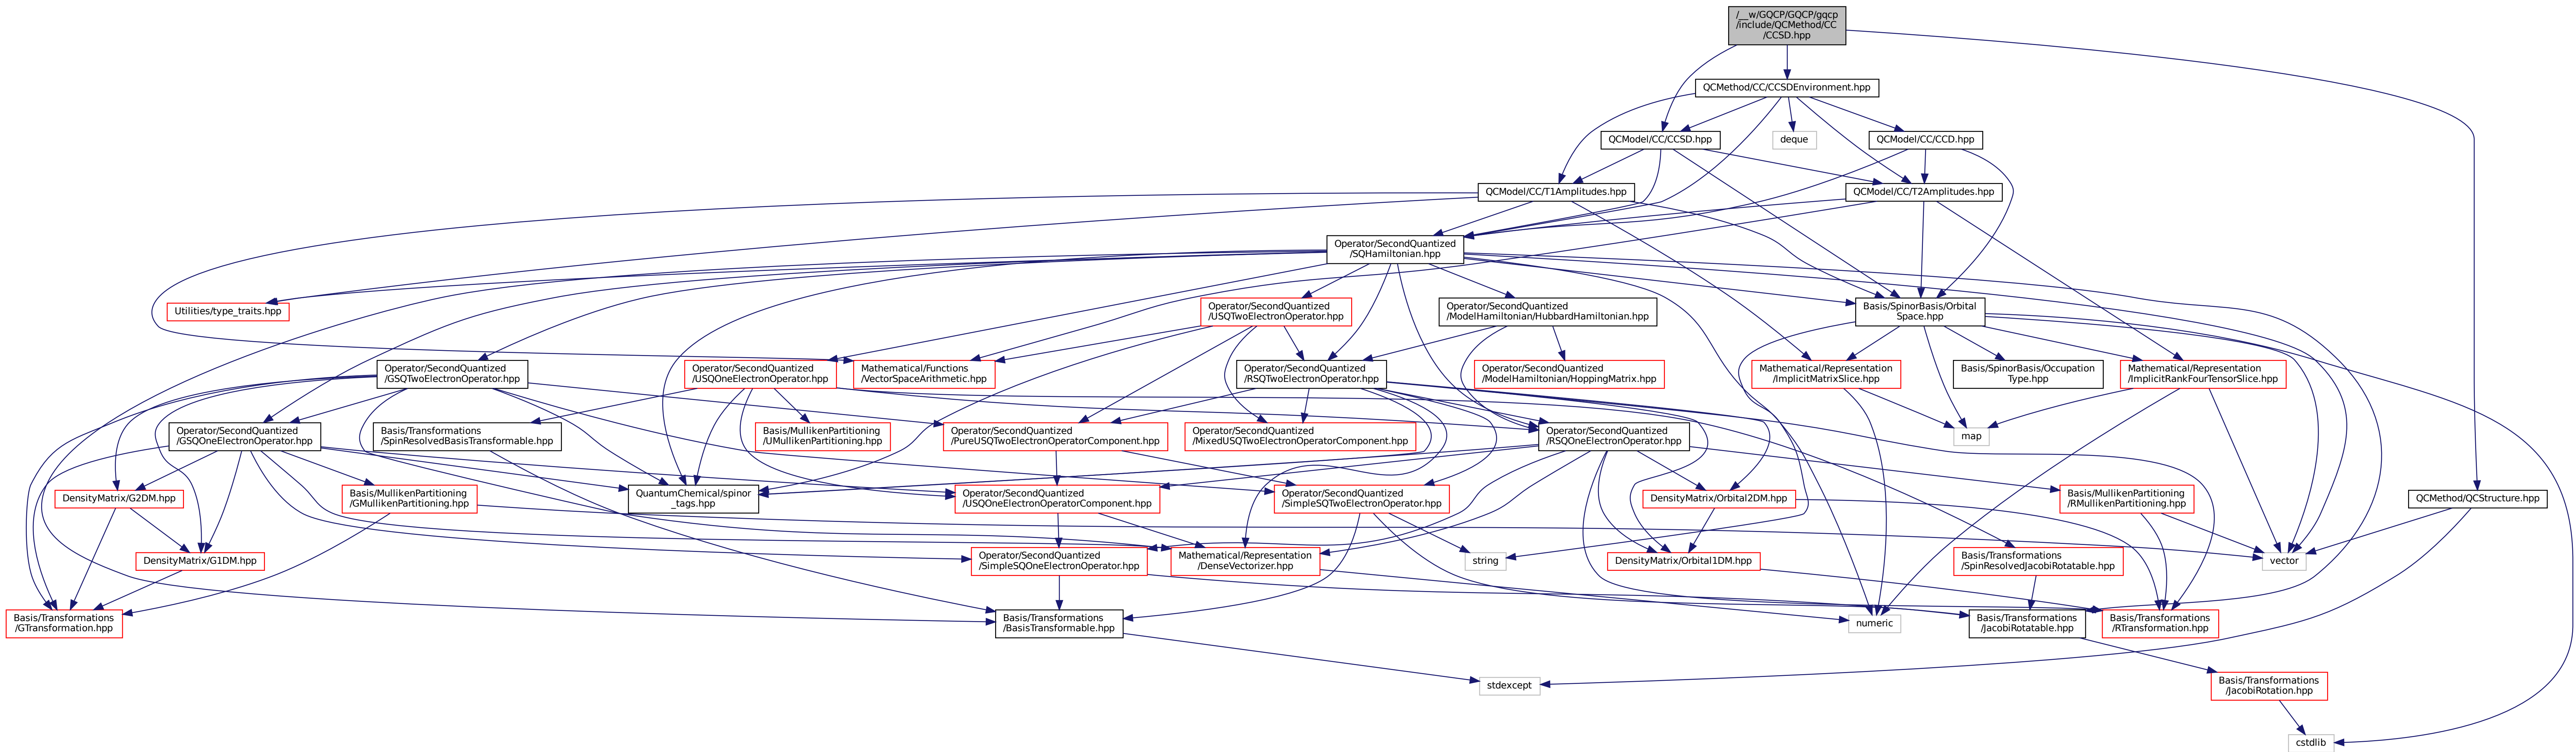 /__w/GQCP/GQCP/gqcp
/include/QCMethod/CC
/CCSD.hpp
QCMethod/CC/CCSDEnvironment.hpp
QCModel/CC/CCSD.hpp
deque
QCModel/CC/CCD.hpp
QCModel/CC/T1Amplitudes.hpp
QCModel/CC/T2Amplitudes.hpp
Operator/SecondQuantized
/SQHamiltonian.hpp
Utilities/type_traits.hpp
Operator/SecondQuantized
/USQTwoElectronOperator.hpp
Operator/SecondQuantized
/ModelHamiltonian/HubbardHamiltonian.hpp
Basis/SpinorBasis/Orbital
Space.hpp
Operator/SecondQuantized
/GSQTwoElectronOperator.hpp
Operator/SecondQuantized
/USQOneElectronOperator.hpp
Mathematical/Functions
/VectorSpaceArithmetic.hpp
Operator/SecondQuantized
/RSQTwoElectronOperator.hpp
Operator/SecondQuantized
/ModelHamiltonian/HoppingMatrix.hpp
Mathematical/Representation
/ImplicitMatrixSlice.hpp
Basis/SpinorBasis/Occupation
Type.hpp
Mathematical/Representation
/ImplicitRankFourTensorSlice.hpp
Operator/SecondQuantized
/GSQOneElectronOperator.hpp
Basis/Transformations
/SpinResolvedBasisTransformable.hpp
Basis/MullikenPartitioning
/UMullikenPartitioning.hpp
Operator/SecondQuantized
/PureUSQTwoElectronOperatorComponent.hpp
Operator/SecondQuantized
/MixedUSQTwoElectronOperatorComponent.hpp
Operator/SecondQuantized
/RSQOneElectronOperator.hpp
map
DensityMatrix/G2DM.hpp
Basis/MullikenPartitioning
/GMullikenPartitioning.hpp
QuantumChemical/spinor
_tags.hpp
Operator/SecondQuantized
/USQOneElectronOperatorComponent.hpp
Operator/SecondQuantized
/SimpleSQTwoElectronOperator.hpp
DensityMatrix/Orbital2DM.hpp
Basis/MullikenPartitioning
/RMullikenPartitioning.hpp
QCMethod/QCStructure.hpp
DensityMatrix/G1DM.hpp
Operator/SecondQuantized
/SimpleSQOneElectronOperator.hpp
Mathematical/Representation
/DenseVectorizer.hpp
string
DensityMatrix/Orbital1DM.hpp
Basis/Transformations
/SpinResolvedJacobiRotatable.hpp
vector
Basis/Transformations
/GTransformation.hpp
Basis/Transformations
/BasisTransformable.hpp
numeric
Basis/Transformations
/JacobiRotatable.hpp
Basis/Transformations
/RTransformation.hpp
stdexcept
Basis/Transformations
/JacobiRotation.hpp
cstdlib